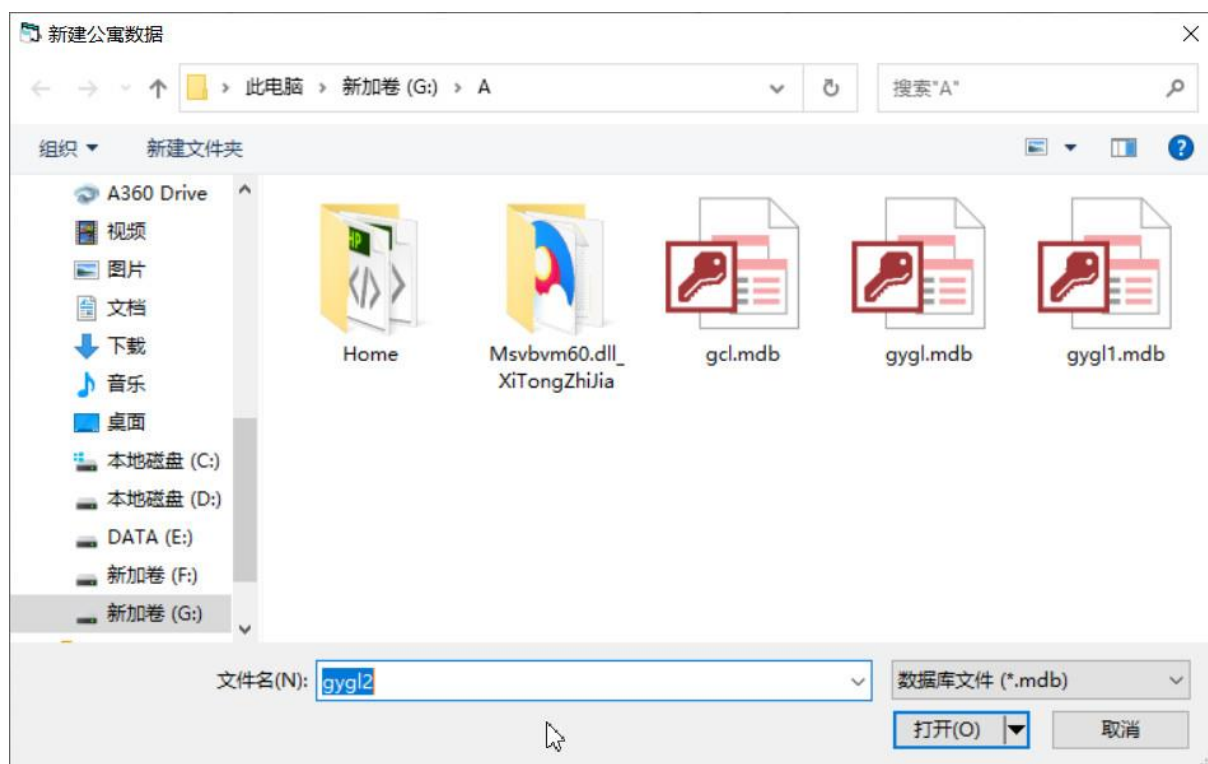 新建公寓数据
此电脑 › 新加卷 (G:) › A
搜索"A"
组织
新建文件夹
A360 Drive
视频
图片
文档
下载
音乐
桌面
本地磁盘 (C:)
本地磁盘 (D:)
DATA (E:)
新加卷 (F:)
新加卷 (G:)
HP
Home
Msvbvm60.dll_
XiTongZhiJia
gcl.mdb
gygl.mdb
gygl1.mdb
文件名(N): gygl2
数据库文件 (*.mdb)
打开(O)
取消